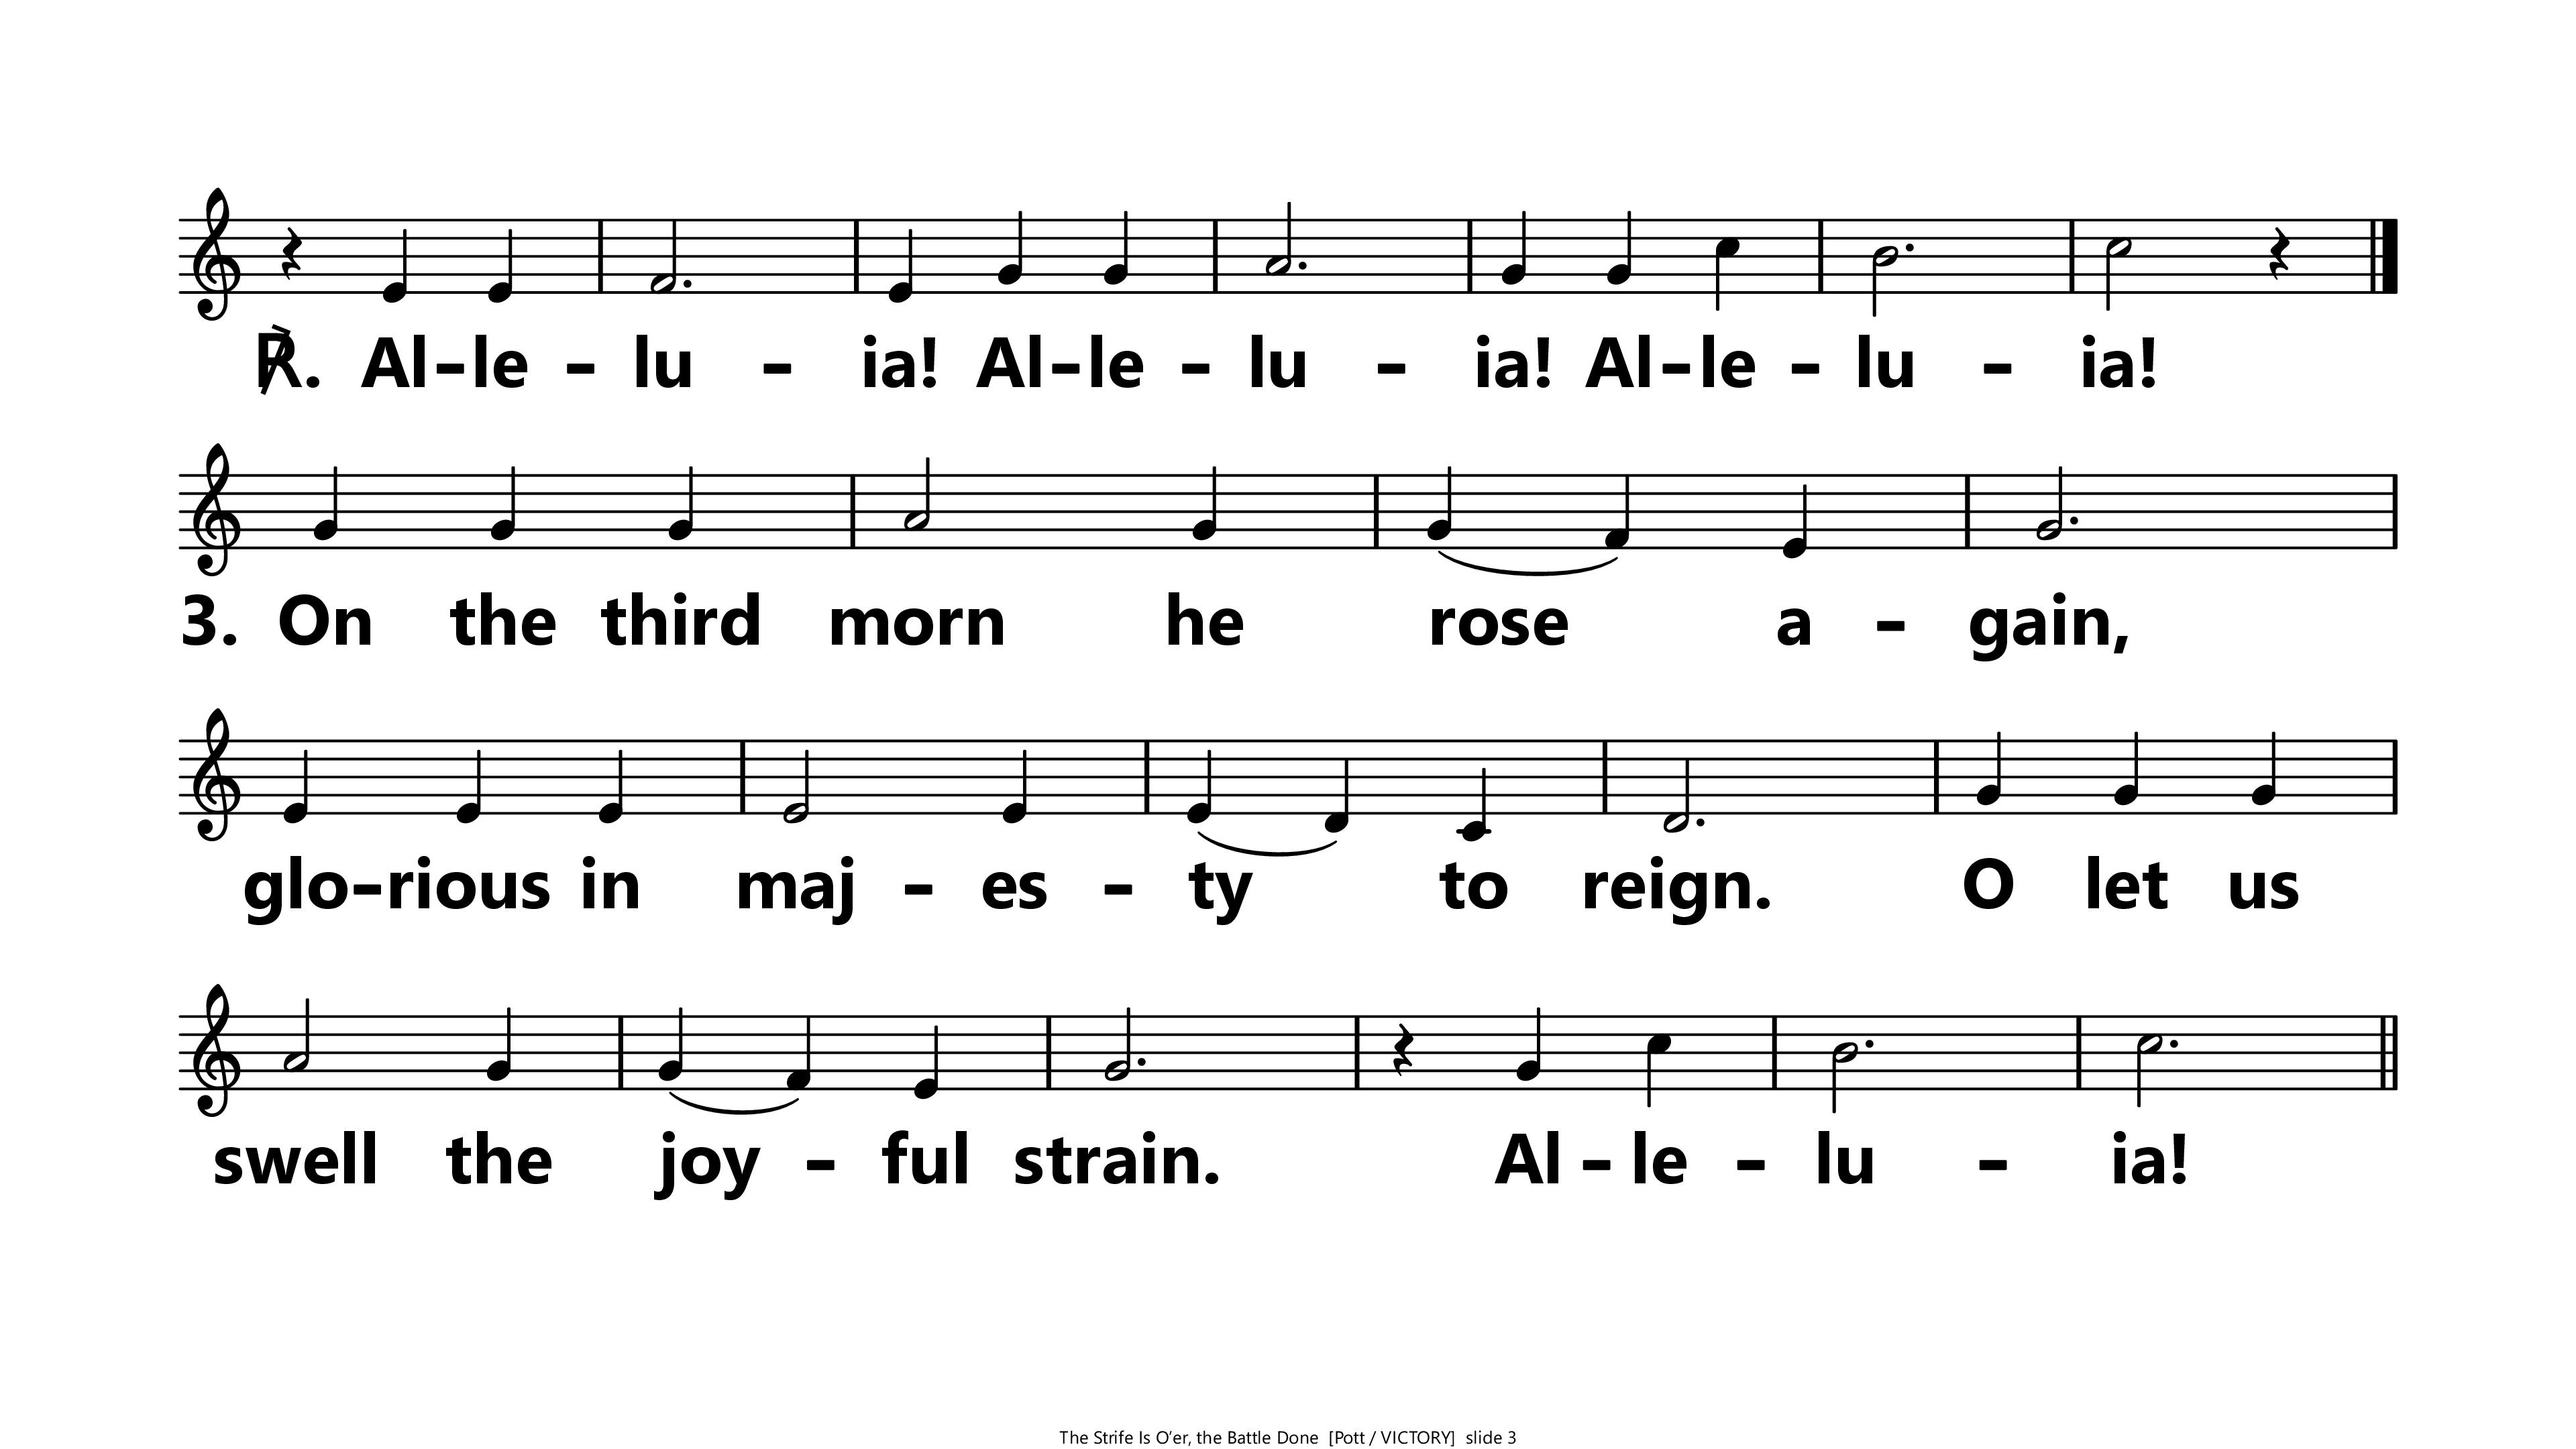 ℟. Al–le – lu – ia! Al–le – lu – ia! Al–le – lu – ia!
3. On the third morn he rose a – gain,
glo–rious in maj – es – ty to reign. O let us
swell the joy – ful strain. Al – le – lu – ia!
The Strife Is O’er, the Battle Done [Pott / VICTORY] slide 3